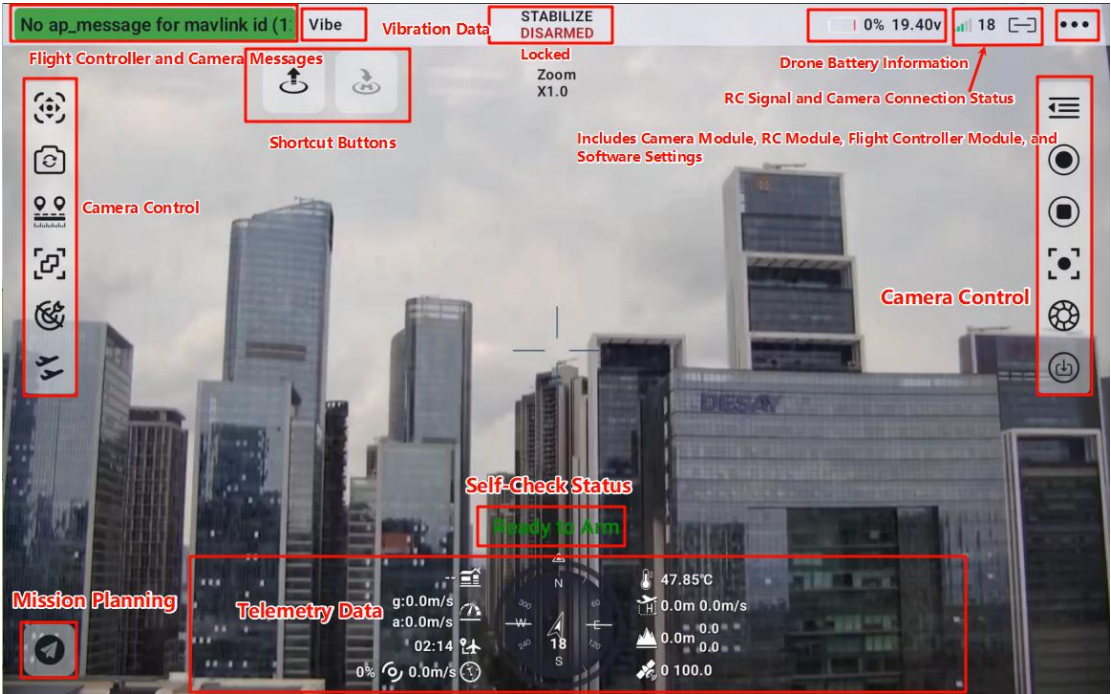 No ap_message for mavlink id (1
Vibe
Vibration Data
STABILIZE
DISARMED
0% 19.40v
18
Flight Controller and Camera Messages
Locked
Drone Battery Information
Zoom
X1.0
RC Signal and Camera Connection Status
Shortcut Buttons
Includes Camera Module, RC Module, Flight Controller Module, and
Software Settings
Camera Control
Camera Control
DESAY
Self-Check Status
Ready to Arm
Mission Planning
Telemetry Data
--
g:0.0m/s
a:0.0m/s
02:14
0%
0.0m/s
N
300
60
W
E
240
120
18
S
47.85℃
H
0.0m 0.0m/s
0.0m
0.0
0.0
0 100.0